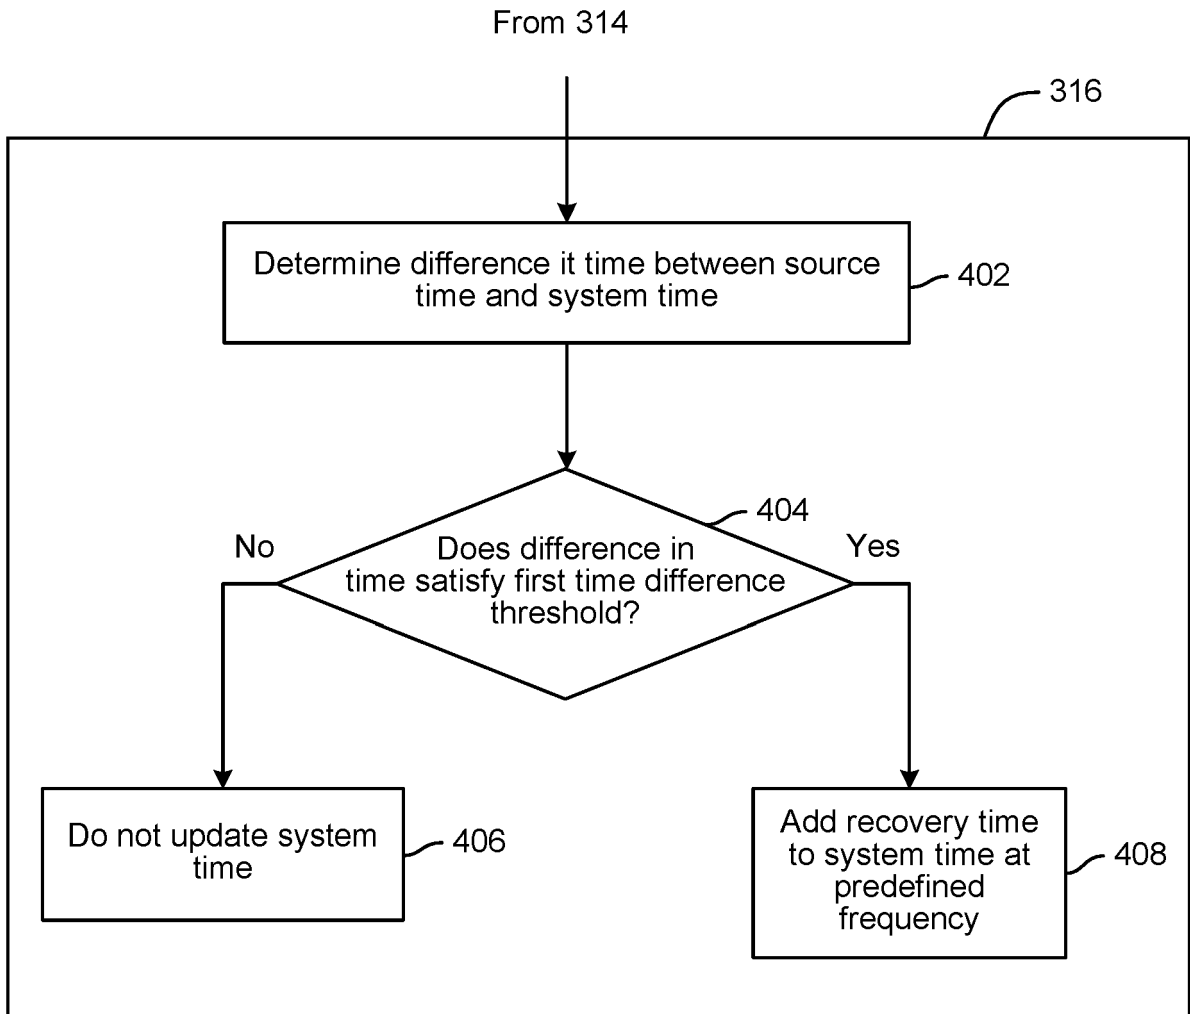 From 314
316
Determine difference it time between source
time and system time
402
404
No
Yes
Does difference in
time satisfy first time difference
threshold?
Do not update system
time
406
Add recovery time
to system time at
predefined
frequency
408